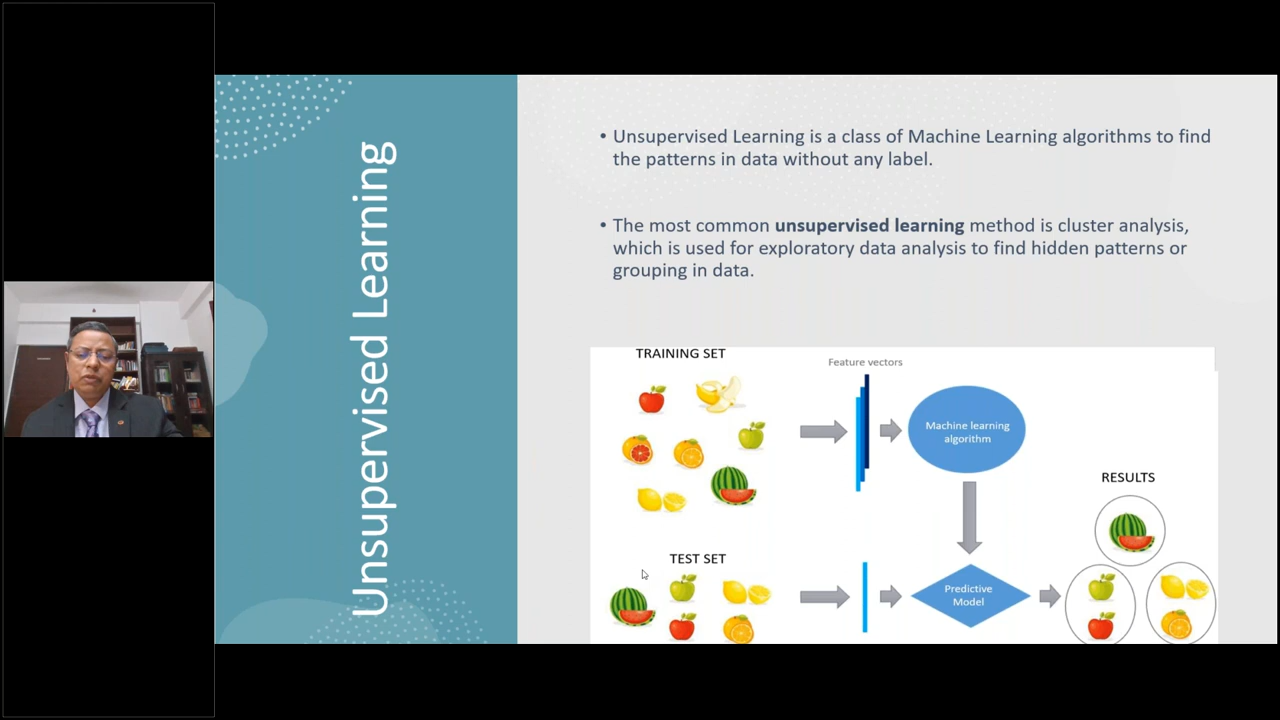 Unsupervised Learning
• Unsupervised Learning is a class of Machine Learning algorithms to find
the patterns in data without any label.
• The most common unsupervised learning method is cluster analysis,
which is used for exploratory data analysis to find hidden patterns or
grouping in data.
TRAINING SET
Feature vectors
Machine learning
algorithm
RESULTS
TEST SET
Predictive
Model